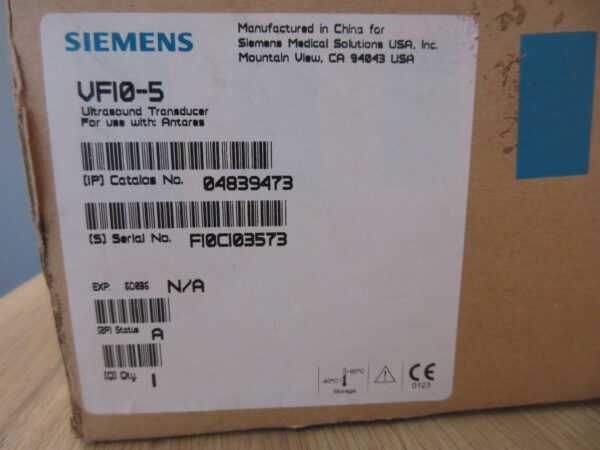 SIEMENS
Manufactured in China for
Siemens Medical Solutions USA, Inc.
Mountain View, CA 94043 USA
VF10-5
Ultrasound Transducer
For use with: Antares
(1P) Catalog No. 04839473
(S) Serial No. F10C103573
EXP: N/A
(2P) Status A
(Q) Qty. 1
-40°C +60°C
Storage
CE
0123